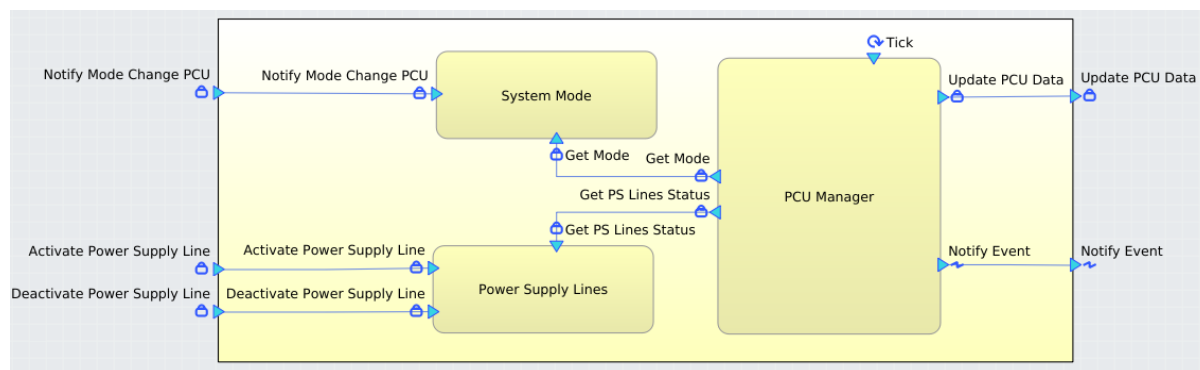 Tick
Notify Mode Change PCU
Notify Mode Change PCU
System Mode
Update PCU Data
Update PCU Data
Get Mode
Get Mode
Get PS Lines Status
PCU Manager
Get PS Lines Status
Activate Power Supply Line
Activate Power Supply Line
Notify Event
Notify Event
Deactivate Power Supply Line
Deactivate Power Supply Line
Power Supply Lines